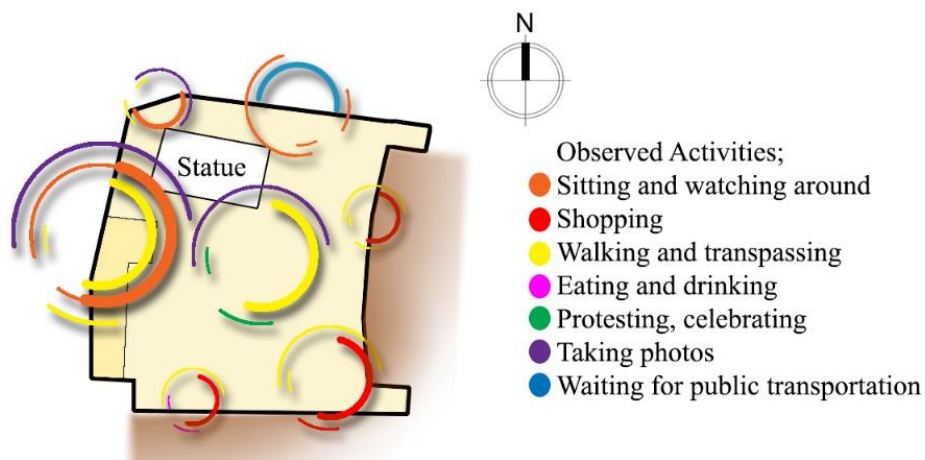 N
Statue
Observed Activities;
Sitting and watching around
Shopping
Walking and transpassing
Eating and drinking
Protesting, celebrating
Taking photos
Waiting for public transportation